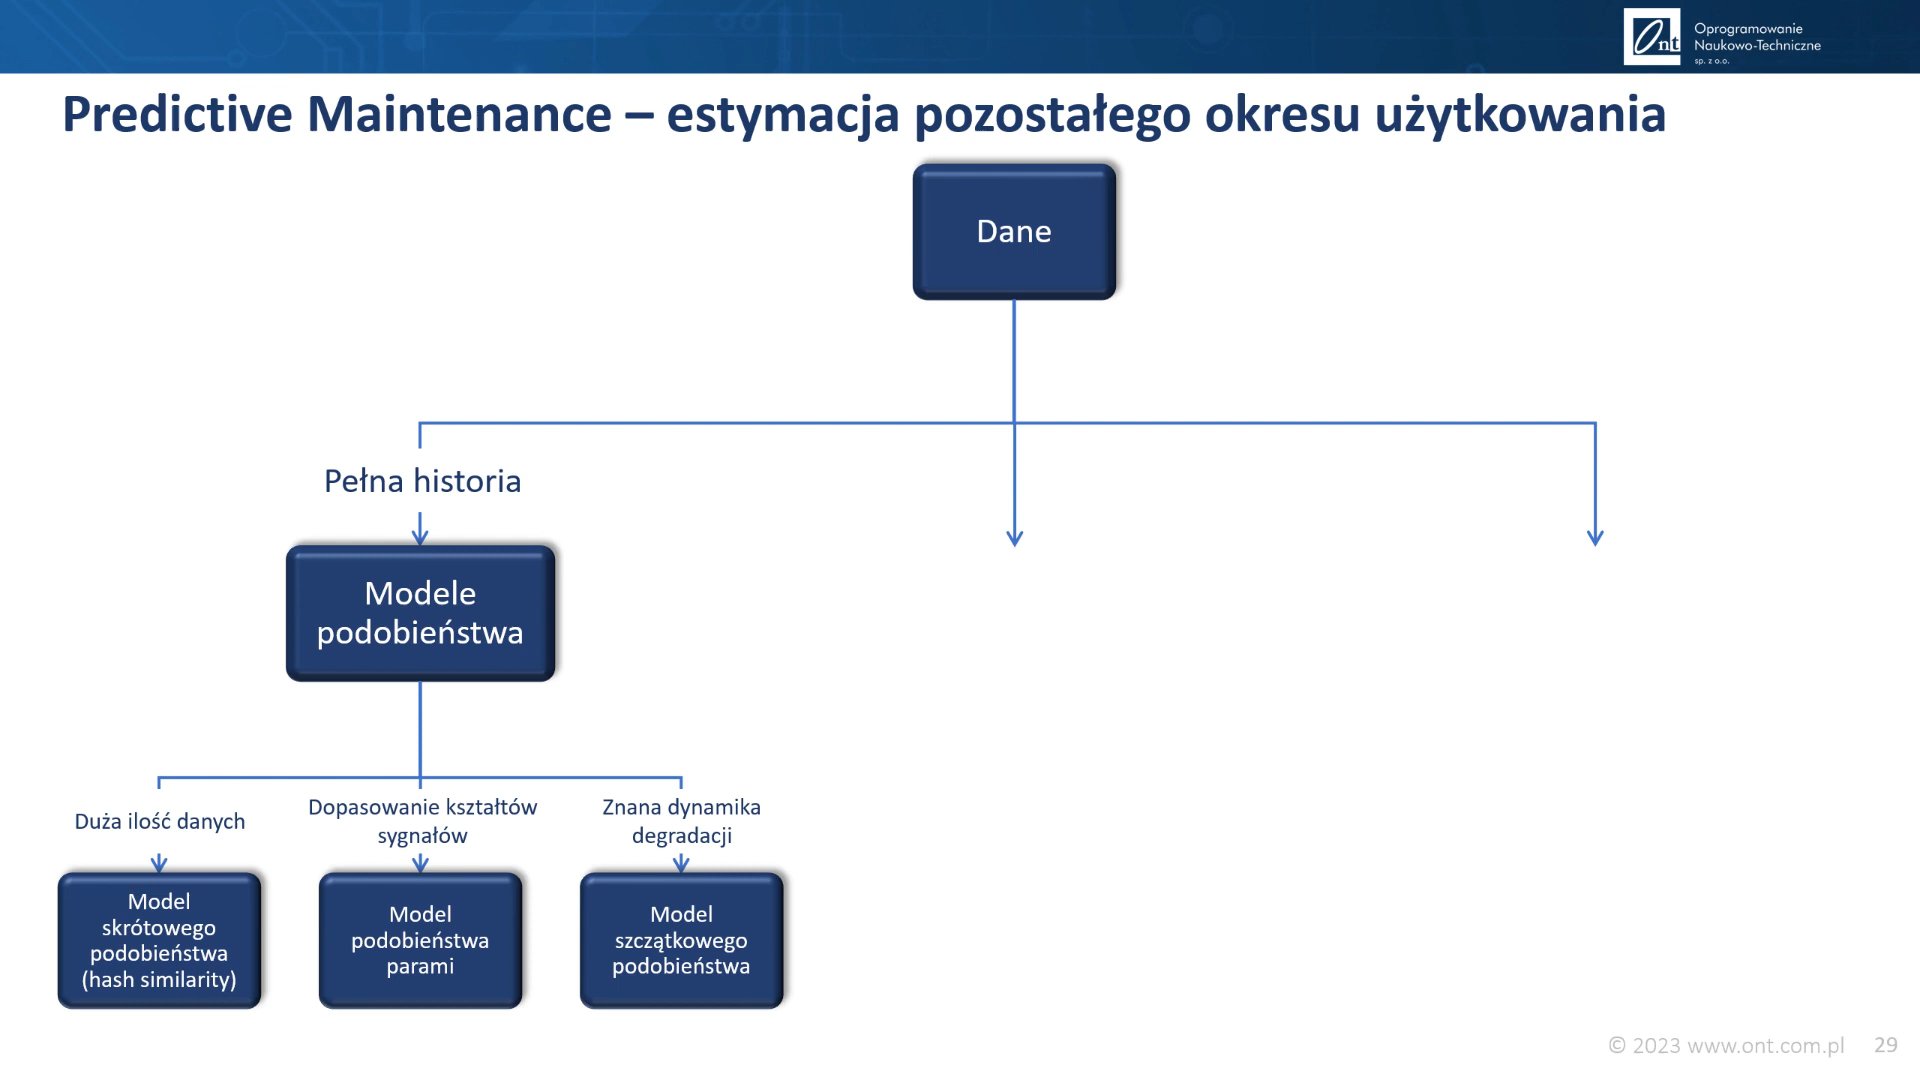 Ont
Oprogramowanie
Naukowo-Techniczne
sp. z o.o.
Predictive Maintenance – estymacja pozostałego okresu użytkowania
Dane
Pełna historia
Modele
podobieństwa
Duża ilość danych
Dopasowanie kształtów
sygnałów
Znana dynamika
degradacji
Model
skrótowego
podobieństwa
(hash similarity)
Model
podobieństwa
parami
Model
szczątkowego
podobieństwa
© 2023 www.ont.com.pl 29